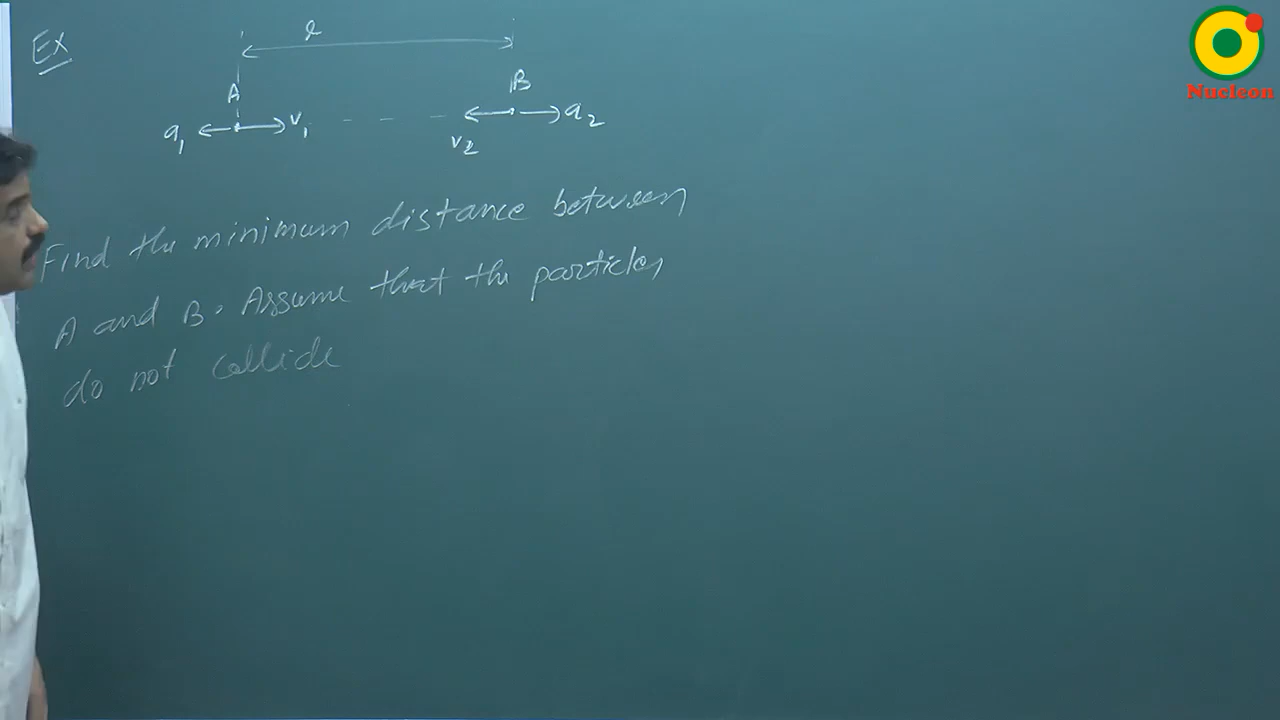 Ex
l
A
B
a1 v1
v2 a2
Find the minimum distance between
A and B. Assume that the particles
do not collide
Nucleon